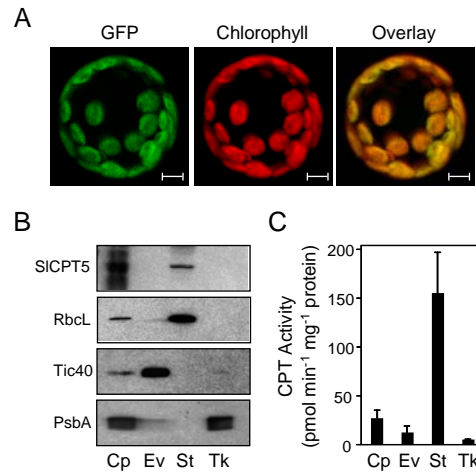 A
GFP
Chlorophyll
Overlay
B
SlCPT5
RbcL
Tic40
PsbA
Cp Ev St Tk
C
CPT Activity
(pmol min-1 mg-1 protein)
200
150
100
50
0
Cp Ev St Tk